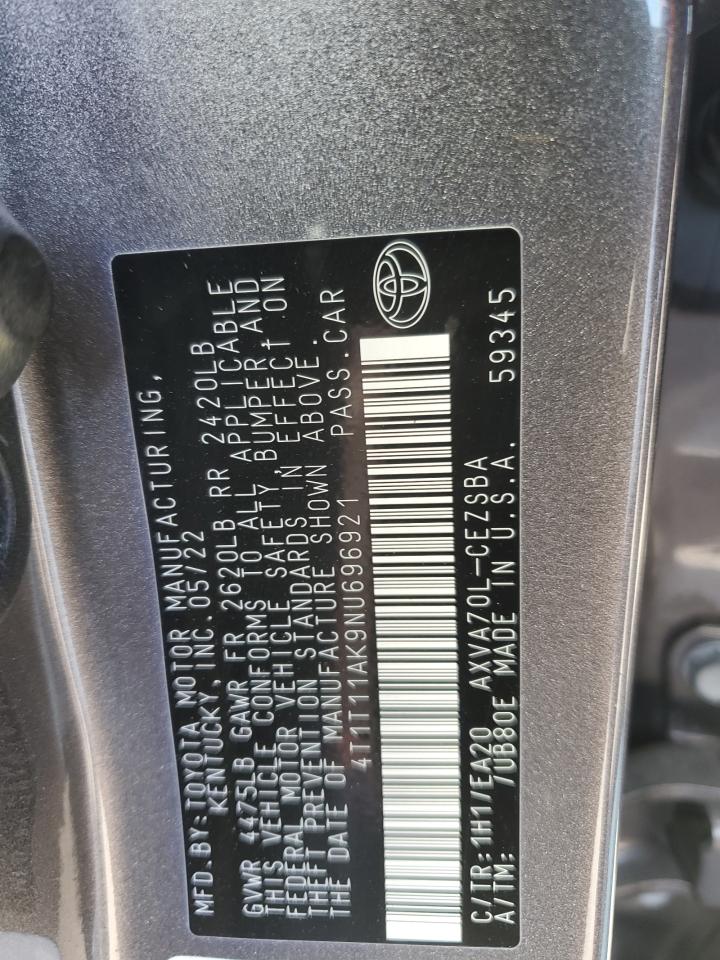 MFD.BY:TOYOTA MOTOR MANUFACTURING,
KENTUCKY, INC.05/22
GVWR 4475LB GAWR FR 2620LB RR 2420LB
THIS VEHICLE CONFORMS TO ALL APPLICABLE
FEDERAL MOTOR VEHICLE SAFETY, BUMPER, AND
THEFT PREVENTION STANDARDS IN EFFECT ON
THE DATE OF MANUFACTURE SHOWN ABOVE.
4T1T11AK9NU696921 PASS.CAR
C/TR:1H1/EA20 AXVA70L-CEZSBA
A/TM: /UB80E MADE IN U.S.A. 59345